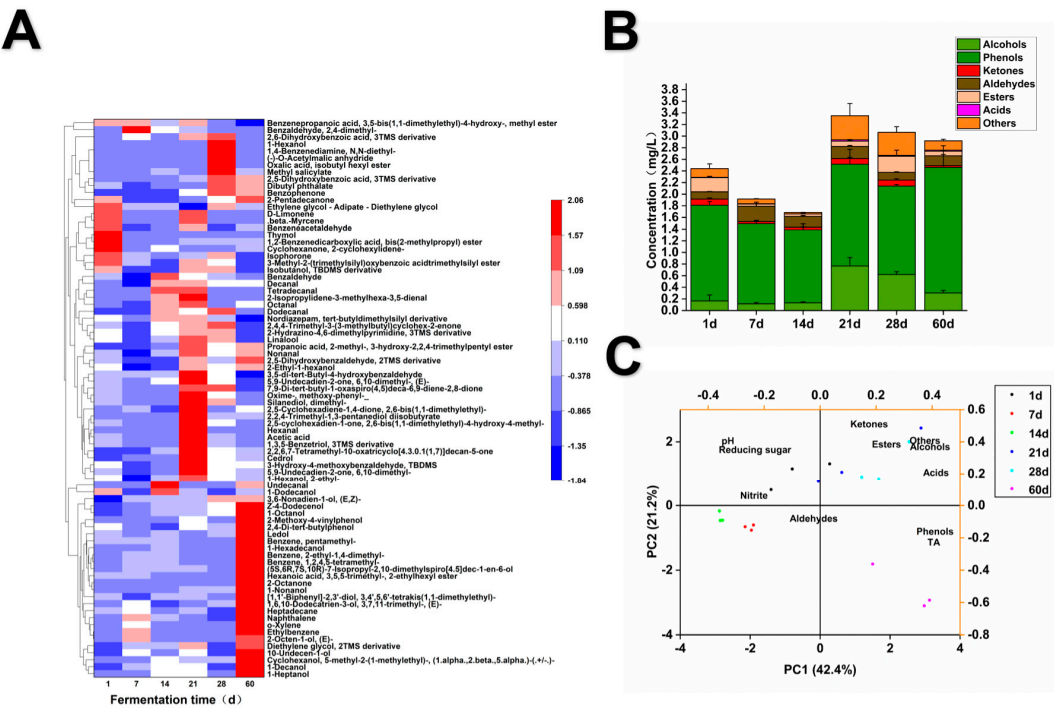 A
Benzenepropanoic acid, 3,5-bis(1,1-dimethylethyl)-4-hydroxy-, methyl ester
Benzaldehyde, 2,4-dimethyl-
2,6-Dihydroxybenzoic acid, 3TMS derivative
1-Hexanol
1,4-Benzenediamine, N,N-diethyl-
(-)-O-Acetylmalic anhydride
Oxalic acid, isobutyl hexyl ester
Methyl salicylate
2,5-Dihydroxybenzoic acid, 3TMS derivative
Dibutyl phthalate
Benzophenone
2-Pentadecanone
Ethylene glycol - Adipate - Diethylene glycol
D-Limonene
.beta.-Myrcene
Benzeneacetaldehyde
Thymol
1,2-Benzenedicarboxylic acid, bis(2-methylpropyl) ester
Cyclohexanone, 2-cyclohexylidene-
Isophorone
3-Methyl-2-(trimethylsilyl)oxybenzoic acidtrimethylsilyl ester
Isobutanol, TBDMS derivative
Benzaldehyde
Decanal
Tetradecanal
2-Isopropylidene-3-methylhexa-3,5-dienal
Octanal
Dodecanal
Nordiazepam, tert-butyldimethylsilyl derivative
2,4,4-Trimethyl-3-(3-methylbutyl)cyclohex-2-enone
2-Hydrazino-4,6-dimethylpyrimidine, 3TMS derivative
Linalool
Propanoic acid, 2-methyl-, 3-hydroxy-2,2,4-trimethylpentyl ester
Nonanal
2,5-Dihydroxybenzaldehyde, 2TMS derivative
2-Ethyl-1-hexanol
3,5-di-tert-Butyl-4-hydroxybenzaldehyde
5,9-Undecadien-2-one, 6,10-dimethyl-, (E)-
7,9-Di-tert-butyl-1-oxaspiro(4,5)deca-6,9-diene-2,8-dione
Oxime-, methoxy-phenyl-_
Silanediol, dimethyl-
2,5-Cyclohexadiene-1,4-dione, 2,6-bis(1,1-dimethylethyl)-
2,2,4-Trimethyl-1,3-pentanediol diisobutyrate
2,5-cyclohexadien-1-one, 2,6-bis(1,1-dimethylethyl)-4-hydroxy-4-methyl-
Hexanal
Acetic acid
1,3,5-Benzetriol, 3TMS derivative
2,2,6,7-Tetramethyl-10-oxatricyclo[4.3.0.1(1,7)]decan-5-one
Cedrol
3-Hydroxy-4-methoxybenzaldehyde, TBDMS
5,9-Undecadien-2-one, 6,10-dimethyl-
1-Hexanol, 2-ethyl-
Undecanal
1-Dodecanol
3,6-Nonadien-1-ol, (E,Z)-
Z-4-Dodecenol
1-Octanol
2-Methoxy-4-vinylphenol
2,4-Di-tert-butylphenol
Ledol
Benzene, pentamethyl-
1-Hexadecanol
Benzene, 2-ethyl-1,4-dimethyl-
Benzene, 1,2,4,5-tetramethyl-
(5S,6R,7S,10R)-7-Isopropyl-2,10-dimethylspiro[4.5]dec-1-en-6-ol
Hexanoic acid, 3,5,5-trimethyl-, 2-ethylhexyl ester
2-Octanone
1-Nonanol
[1,1'-Biphenyl]-2,3'-diol, 3,4',5,6'-tetrakis(1,1-dimethylethyl)-
1,6,10-Dodecatrien-3-ol, 3,7,11-trimethyl-, (E)-
Heptadecane
Naphthalene
o-Xylene
Ethylbenzene
2-Octen-1-ol, (E)-
Diethylene glycol, 2TMS derivative
10-Undecen-1-ol
Cyclohexanol, 5-methyl-2-(1-methylethyl)-, (1.alpha.,2.beta.,5.alpha.)-(.+/-.)-
1-Decanol
1-Heptanol
1 7 14 21 28 60
Fermentation time（d）
2.06
1.57
1.09
0.598
0.110
-0.378
-0.865
-1.35
-1.84
B
Alcohols
Phenols
Ketones
Aldehydes
Esters
Acids
Others
Concentration（mg/L）
3.8
3.6
3.4
3.2
3.0
2.8
2.6
2.4
2.2
2.0
1.8
1.6
1.4
1.2
1.0
0.8
0.6
0.4
0.2
0.0
1d 7d 14d 21d 28d 60d
C
-0.4 -0.2 0.0 0.2 0.4
0.6
0.4
0.2
0.0
-0.2
-0.4
-0.6
-0.8
2
0
-2
-4
-4 -2 0 2 4
PC1 (42.4%)
PC2 (21.2%)
pH
Reducing sugar
Nitrite
Aldehydes
Ketones
Esters
Others
Alcohols
Acids
Phenols
TA
1d
7d
14d
21d
28d
60d